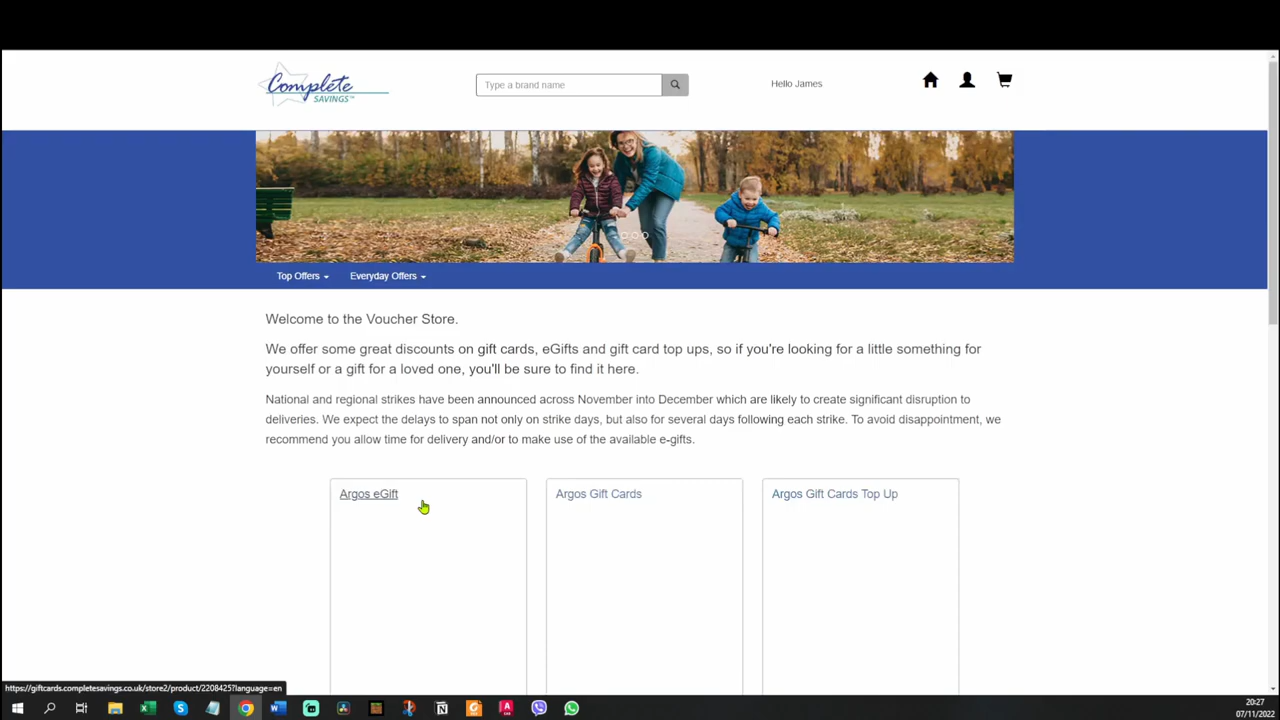 Complete
SAVINGS™
Type a brand name
Hello James
Top Offers
Everyday Offers
Welcome to the Voucher Store.
We offer some great discounts on gift cards, eGifts and gift card top ups, so if you're looking for a little something for
yourself or a gift for a loved one, you'll be sure to find it here.
National and regional strikes have been announced across November into December which are likely to create significant disruption to
deliveries. We expect the delays to span not only on strike days, but also for several days following each strike. To avoid disappointment, we
recommend you allow time for delivery and/or to make use of the available e-gifts.
Argos eGift
Argos Gift Cards
Argos Gift Cards Top Up
https://giftcards.completesavings.co.uk/store2/product/2208425?language=en
20:27
07/11/2022